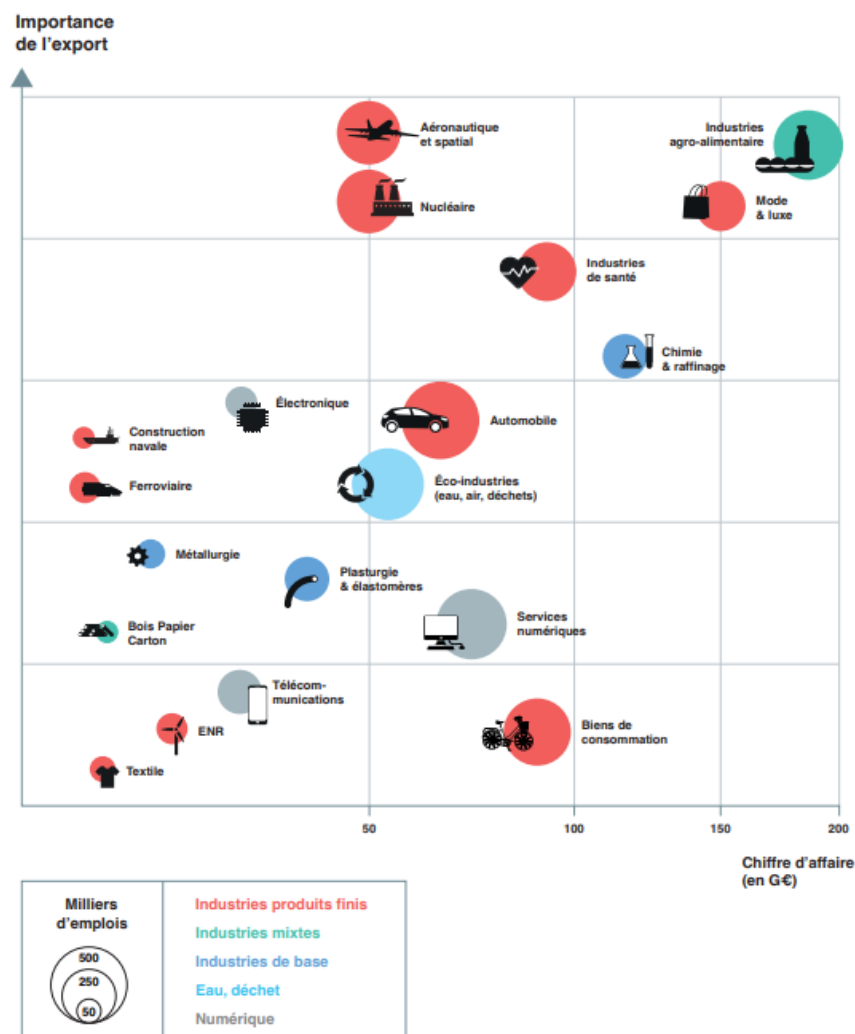 Importance
de l'export
Aéronautique
et spatial
Industries
agro-alimentaire
Nucléaire
Mode
& luxe
Industries
de santé
Chimie
& raffinage
Électronique
Automobile
Construction
navale
Ferroviaire
Éco-industries
(eau, air, déchets)
Métallurgie
Plasturgie
& élastomères
Bois Papier
Carton
Services
numériques
Télécom-
munications
ENR
Biens de
consommation
Textile
50
100
150
200
Chiffre d'affaire
(en G€)
Milliers
d'emplois
500
250
50
Industries produits finis
Industries mixtes
Industries de base
Eau, déchet
Numérique